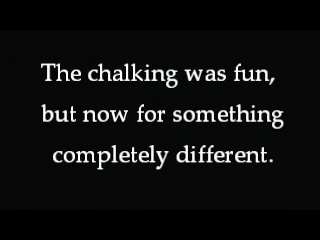 The chalking was fun,
but now for something
completely different.